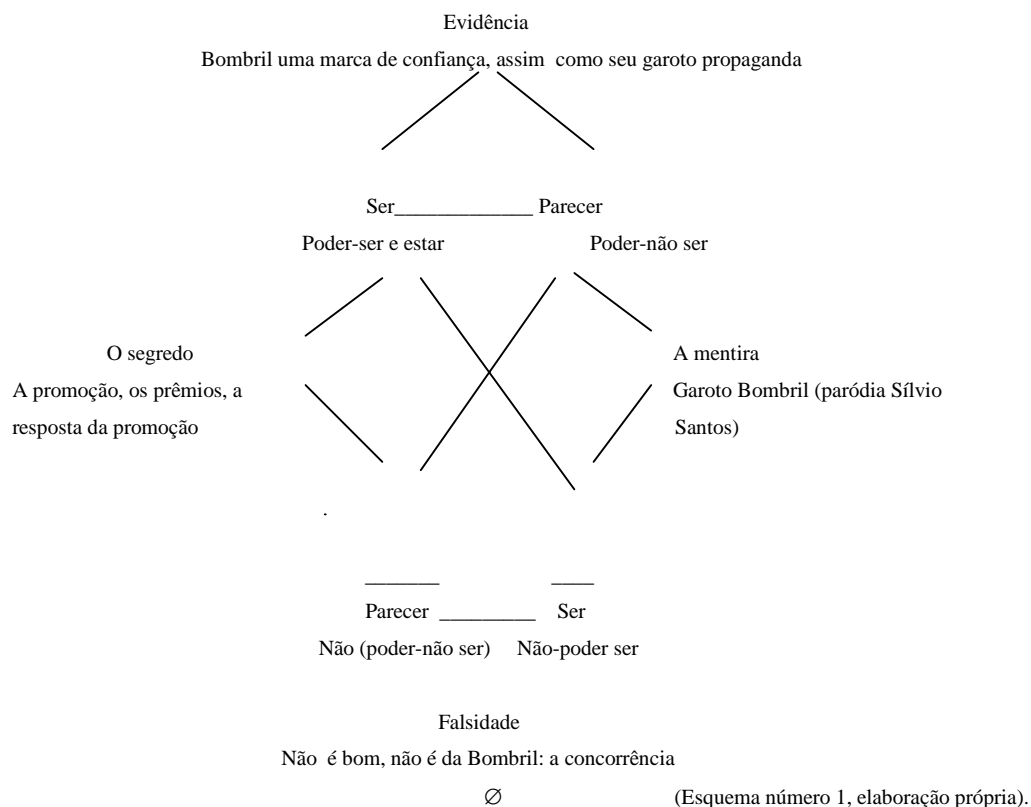 Evidência
Bombril uma marca de confiança, assim como seu garoto propaganda
Ser_____________ Parecer
Poder-ser e estar Poder-não ser
O segredo A mentira
A promoção, os prêmios, a Garoto Bombril (paródia Sílvio
resposta da promoção Santos)
.
_______ ____
Parecer _________ Ser
Não (poder-não ser) Não-poder ser
Falsidade
Não é bom, não é da Bombril: a concorrência
∅ (Esquema número 1, elaboração própria).